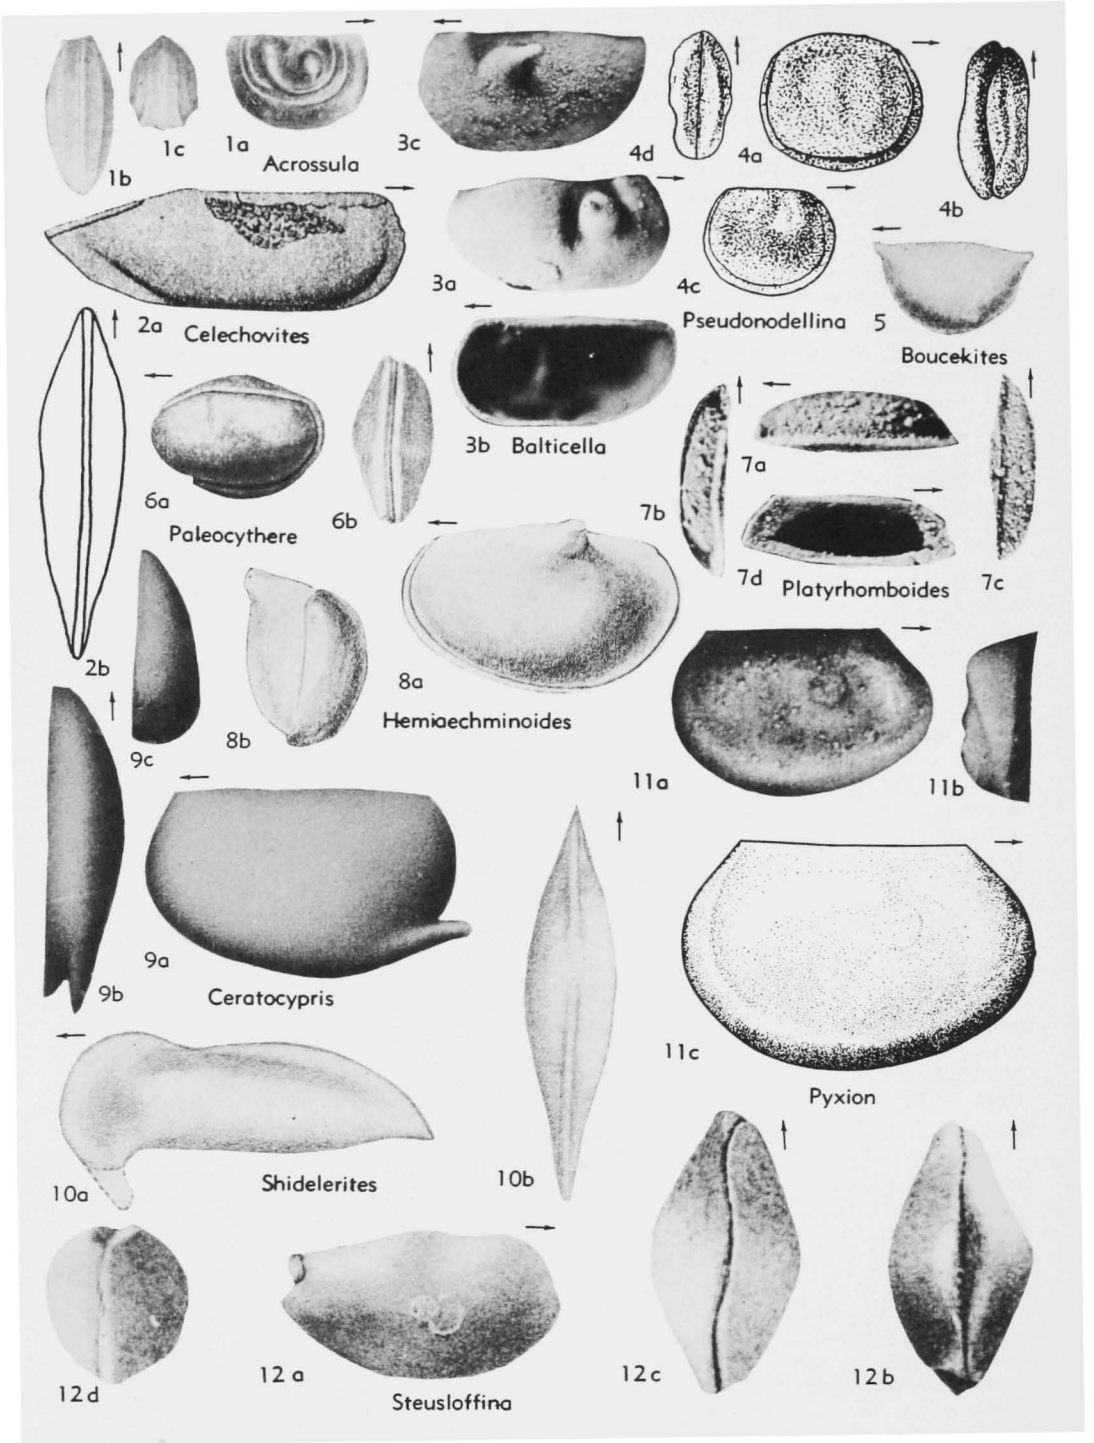 1b
1c
1a
Acrossula
3c
4d
4a
4b
2a
Celechovites
3a
4c
Pseudonodellina
5
Boucekites
6a
Paleocythere
6b
3b Balticella
7a
7b
7d
Platyrhomboides
7c
2b
9c
8b
8a
Hemiaechminoides
11a
11b
9b
9a
Ceratocypris
11c
Pyxion
10a
Shidelerites
10b
12d
12a
Steusloffina
12c
12b